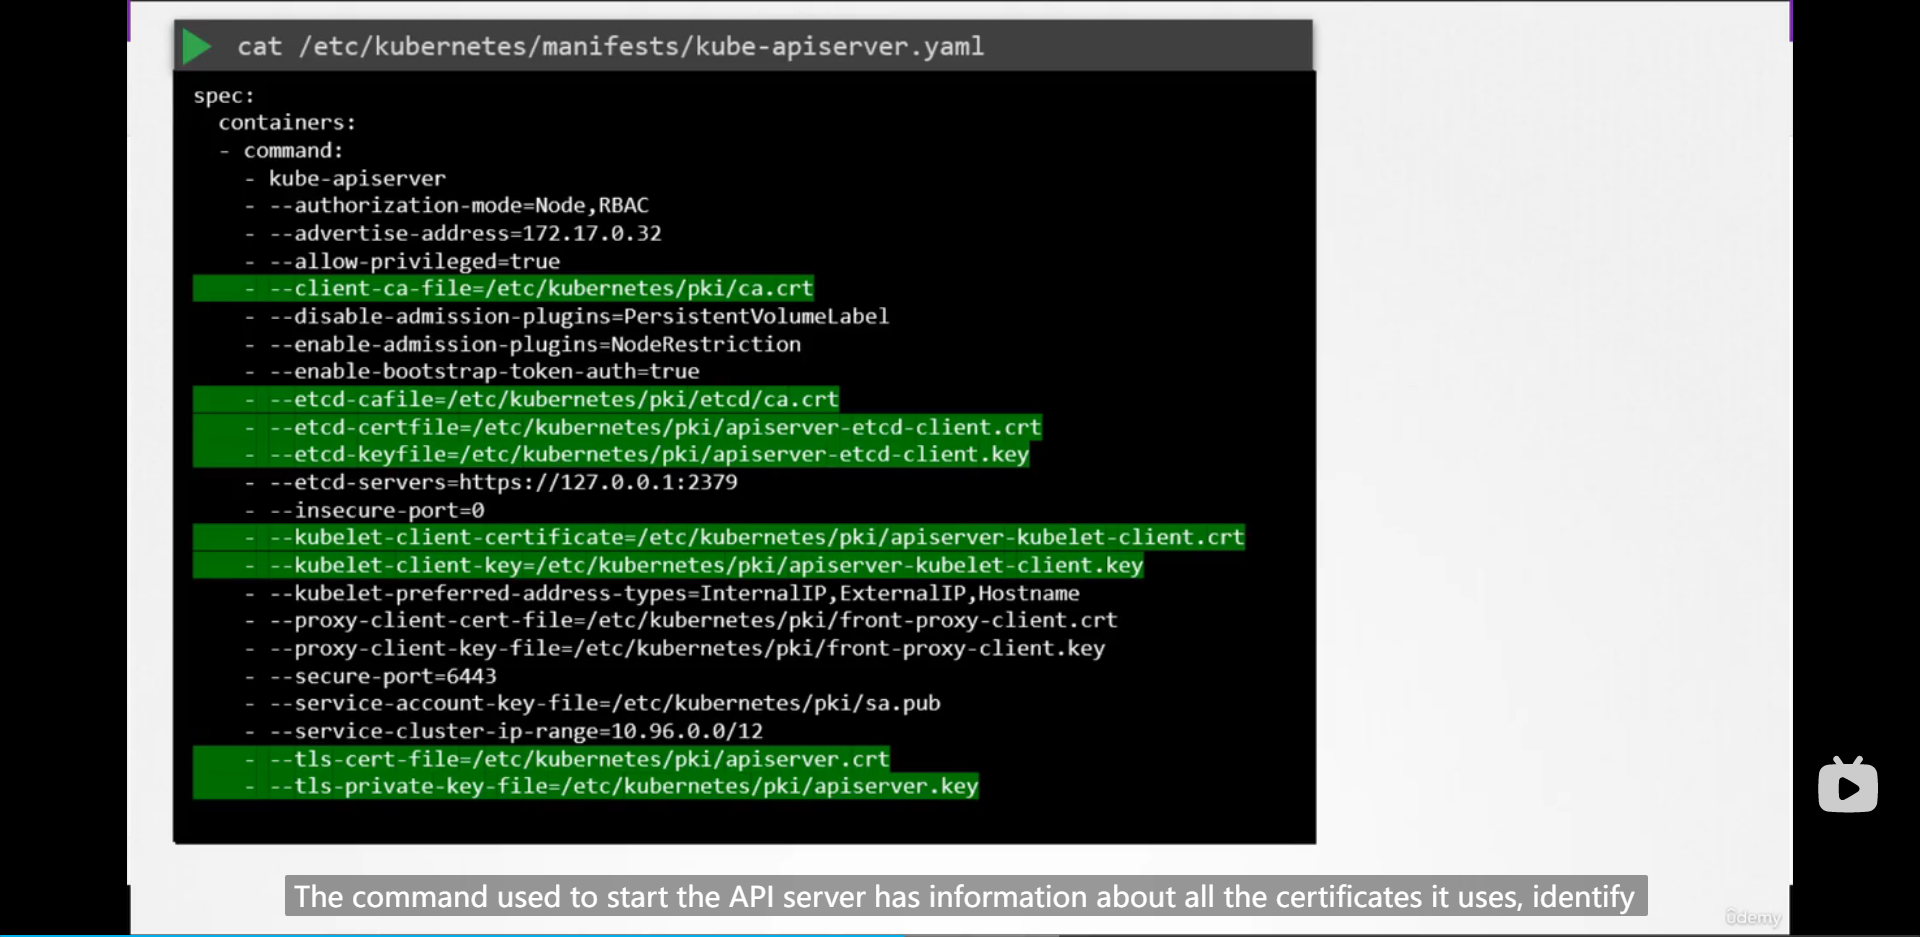 cat /etc/kubernetes/manifests/kube-apiserver.yaml
spec:
  containers:
  - command:
    - kube-apiserver
    - --authorization-mode=Node,RBAC
    - --advertise-address=172.17.0.32
    - --allow-privileged=true
    - --client-ca-file=/etc/kubernetes/pki/ca.crt
    - --disable-admission-plugins=PersistentVolumeLabel
    - --enable-admission-plugins=NodeRestriction
    - --enable-bootstrap-token-auth=true
    - --etcd-cafile=/etc/kubernetes/pki/etcd/ca.crt
    - --etcd-certfile=/etc/kubernetes/pki/apiserver-etcd-client.crt
    - --etcd-keyfile=/etc/kubernetes/pki/apiserver-etcd-client.key
    - --etcd-servers=https://127.0.0.1:2379
    - --insecure-port=0
    - --kubelet-client-certificate=/etc/kubernetes/pki/apiserver-kubelet-client.crt
    - --kubelet-client-key=/etc/kubernetes/pki/apiserver-kubelet-client.key
    - --kubelet-preferred-address-types=InternalIP,ExternalIP,Hostname
    - --proxy-client-cert-file=/etc/kubernetes/pki/front-proxy-client.crt
    - --proxy-client-key-file=/etc/kubernetes/pki/front-proxy-client.key
    - --secure-port=6443
    - --service-account-key-file=/etc/kubernetes/pki/sa.pub
    - --service-cluster-ip-range=10.96.0.0/12
    - --tls-cert-file=/etc/kubernetes/pki/apiserver.crt
    - --tls-private-key-file=/etc/kubernetes/pki/apiserver.key
The command used to start the API server has information about all the certificates it uses, identify
ûdemy